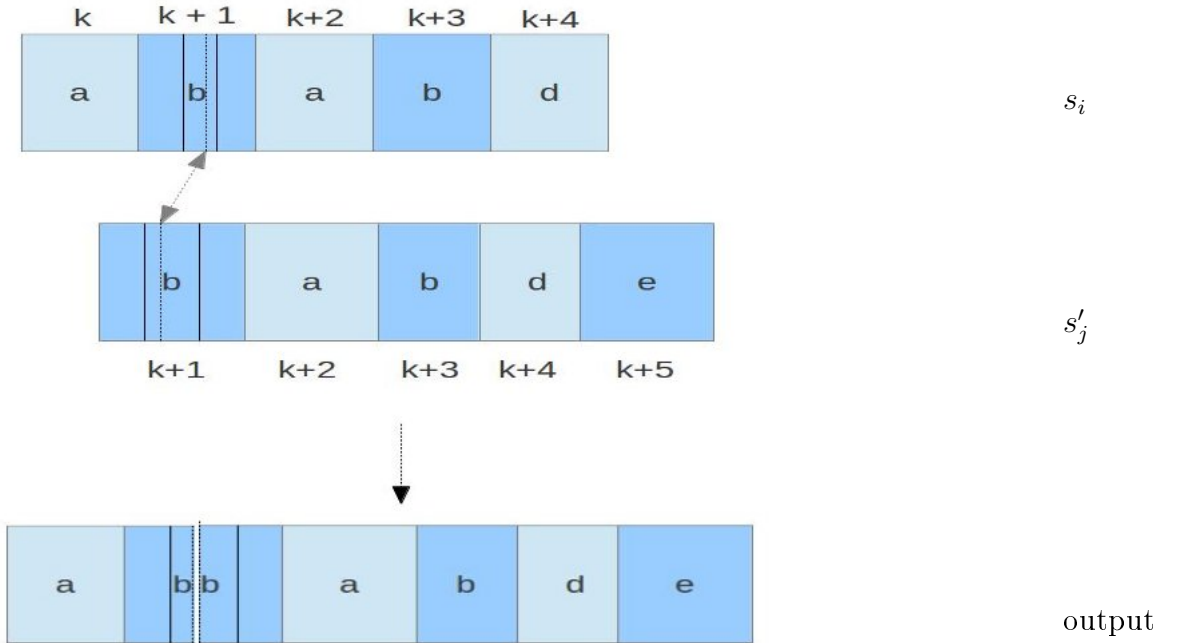 k k + 1 k+2 k+3 k+4
a b a b d
s_i
b a b d e
s'_j
k+1 k+2 k+3 k+4 k+5
a b b a b d e
output